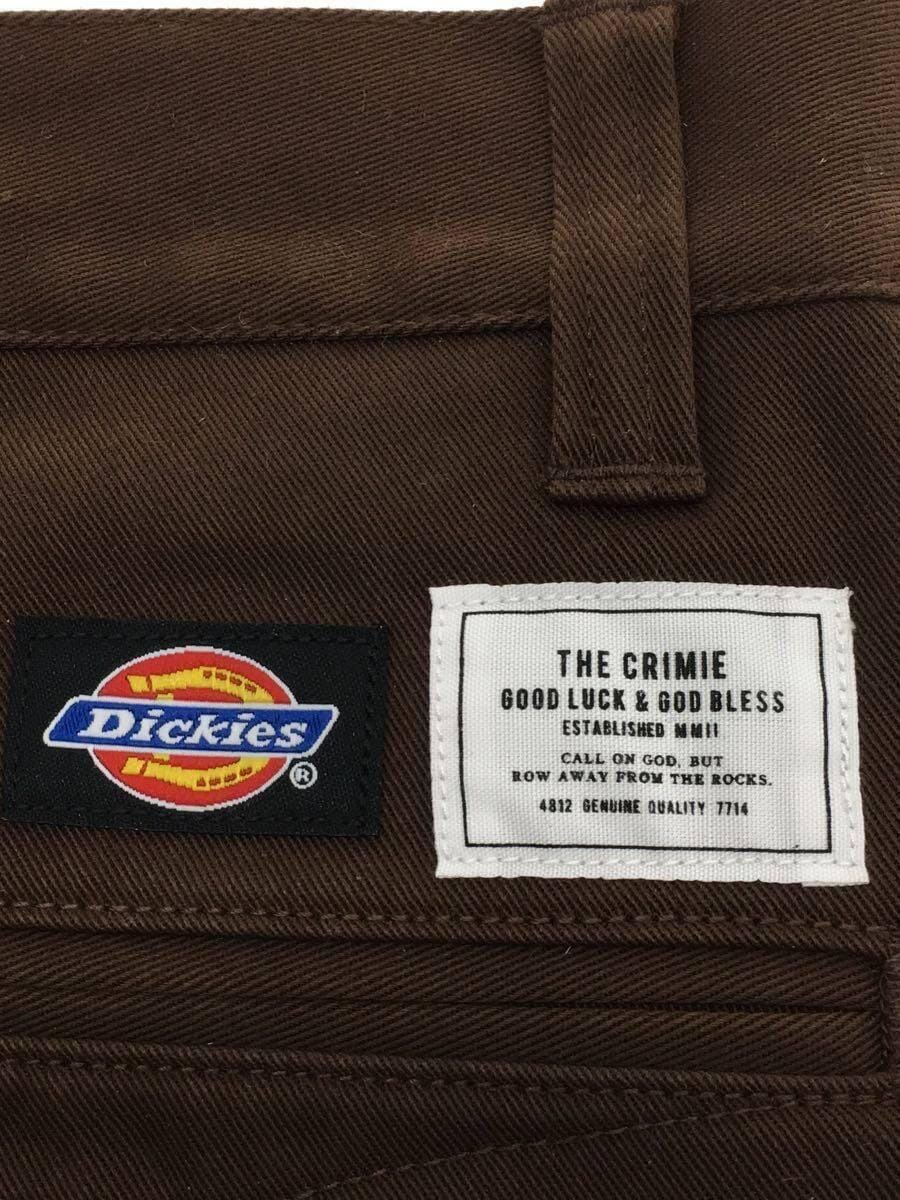 Dickies
®
THE CRIMIE
GOOD LUCK & GOD BLESS
ESTABLISHED MMII
CALL ON GOD, BUT
ROW AWAY FROM THE ROCKS.
4812 GENUINE QUALITY 7714